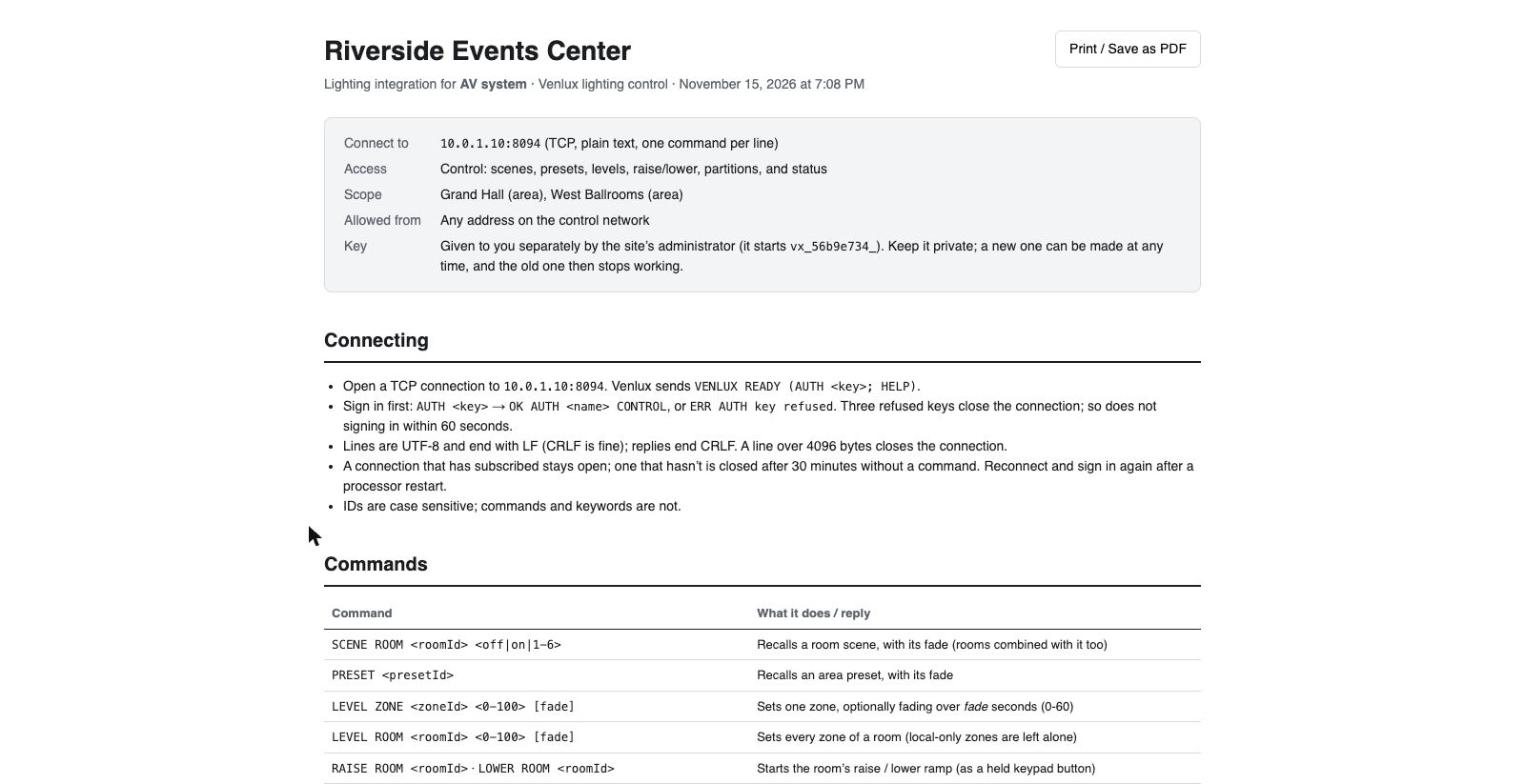 Riverside Events Center
Print / Save as PDF
Lighting integration for AV system · Venlux lighting control · November 15, 2026 at 7:08 PM
Connect to 10.0.1.10:8094 (TCP, plain text, one command per line)
Access Control: scenes, presets, levels, raise/lower, partitions, and status
Scope Grand Hall (area), West Ballrooms (area)
Allowed from Any address on the control network
Key Given to you separately by the site’s administrator (it starts vx_56b9e734_). Keep it private; a new one can be made at any
time, and the old one then stops working.
Connecting
• Open a TCP connection to 10.0.1.10:8094. Venlux sends VENLUX READY (AUTH <key>; HELP).
• Sign in first: AUTH <key> → OK AUTH <name> CONTROL, or ERR AUTH key refused. Three refused keys close the connection; so does not
signing in within 60 seconds.
• Lines are UTF-8 and end with LF (CRLF is fine); replies end CRLF. A line over 4096 bytes closes the connection.
• A connection that has subscribed stays open; one that hasn’t is closed after 30 minutes without a command. Reconnect and sign in again after a
processor restart.
• IDs are case sensitive; commands and keywords are not.
Commands
Command What it does / reply
SCENE ROOM <roomId> <off|on|1–6> Recalls a room scene, with its fade (rooms combined with it too)
PRESET <presetId> Recalls an area preset, with its fade
LEVEL ZONE <zoneId> <0–100> [fade] Sets one zone, optionally fading over fade seconds (0-60)
LEVEL ROOM <roomId> <0–100> [fade] Sets every zone of a room (local-only zones are left alone)
RAISE ROOM <roomId> · LOWER ROOM <roomId> Starts the room’s raise / lower ramp (as a held keypad button)